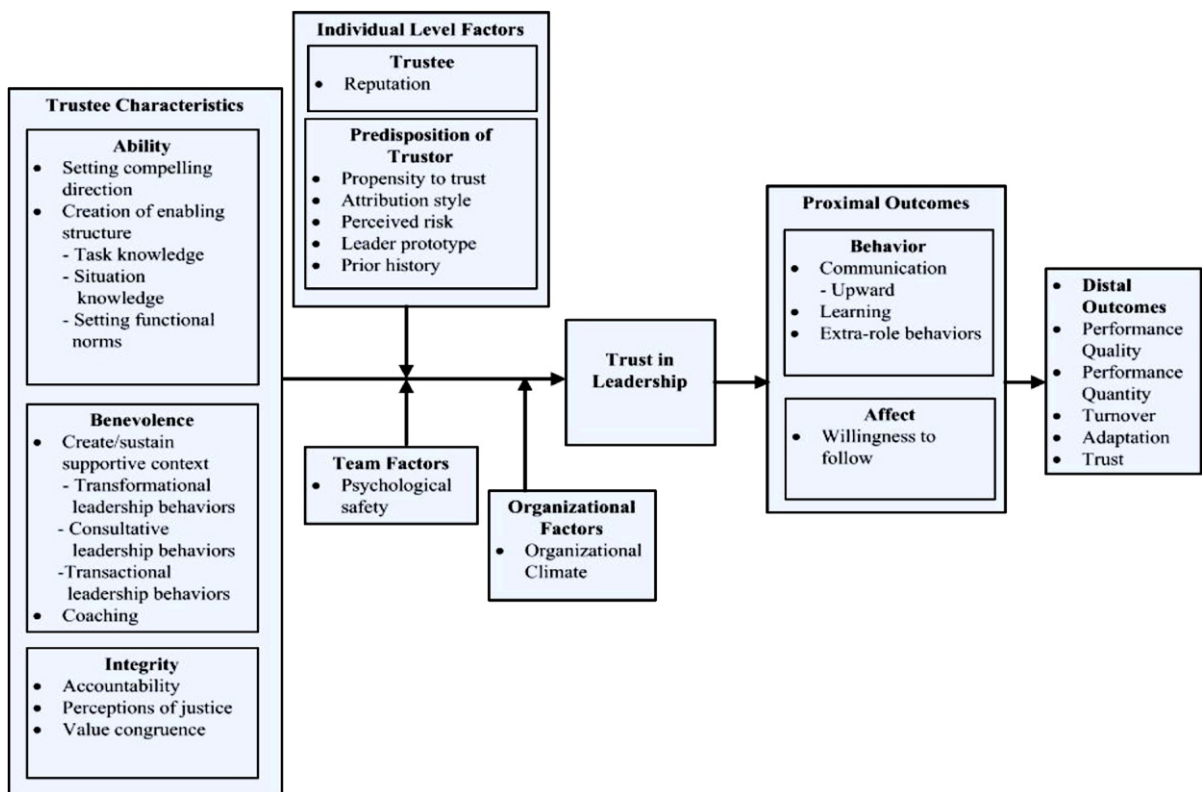 Individual Level Factors
Trustee
• Reputation
Predisposition of
Trustor
• Propensity to trust
• Attribution style
• Perceived risk
• Leader prototype
• Prior history
Trustee Characteristics
Ability
• Setting compelling
direction
• Creation of enabling
structure
- Task knowledge
- Situation
knowledge
- Setting functional
norms
Benevolence
• Create/sustain
supportive context
- Transformational
leadership behaviors
- Consultative
leadership behaviors
-Transactional
leadership behaviors
• Coaching
Integrity
• Accountability
• Perceptions of justice
• Value congruence
Team Factors
• Psychological
safety
Organizational
Factors
• Organizational
Climate
Trust in
Leadership
Proximal Outcomes
Behavior
• Communication
- Upward
• Learning
• Extra-role behaviors
Affect
• Willingness to
follow
• Distal
Outcomes
• Performance
Quality
• Performance
Quantity
• Turnover
• Adaptation
• Trust